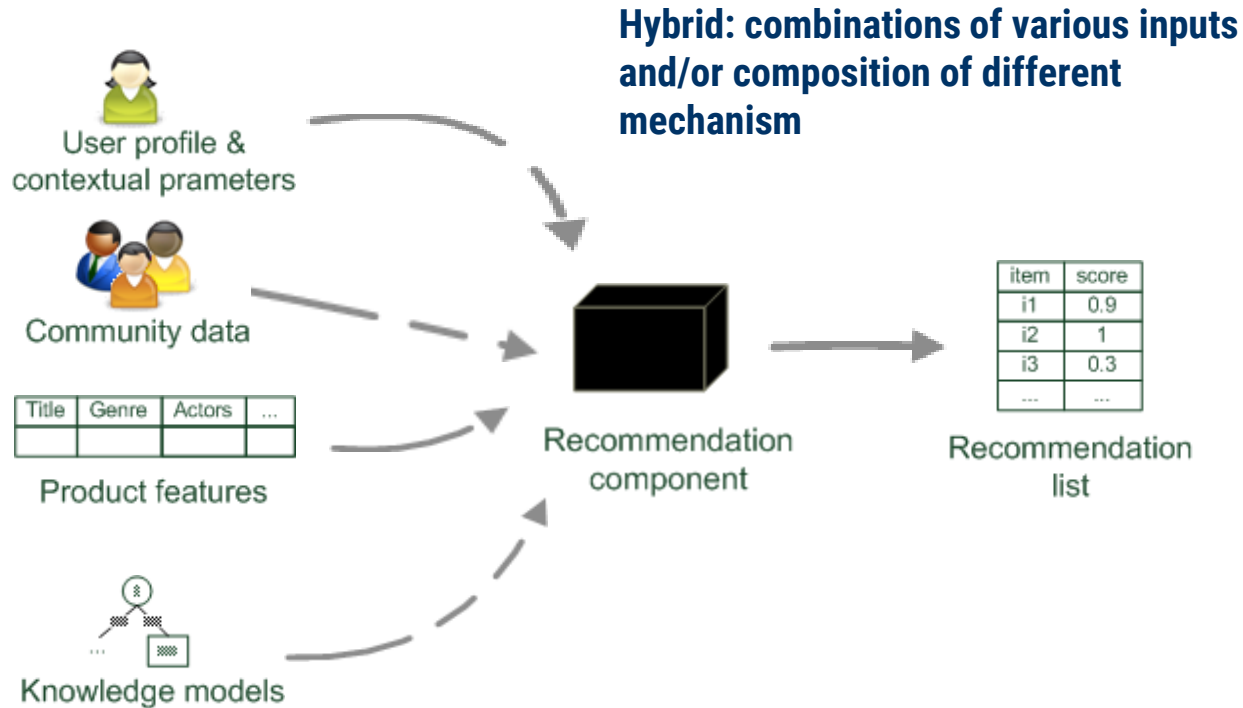 Hybrid: combinations of various inputs
and/or composition of different
mechanism
User profile &
contextual prameters
Community data
Title Genre Actors ...
Product features
...
Knowledge models
Recommendation
component
item score
i1 0.9
i2 1
i3 0.3
... ...
Recommendation
list